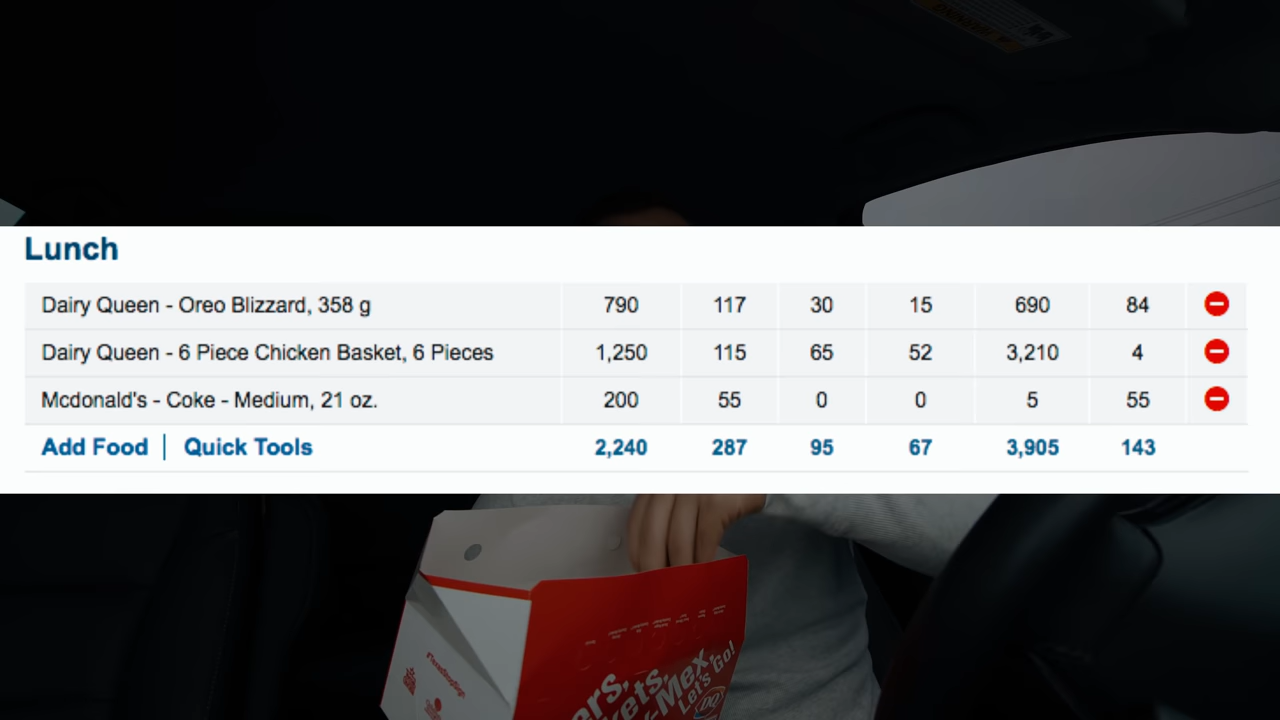 Lunch
Dairy Queen - Oreo Blizzard, 358 g 790 117 30 15 690 84
Dairy Queen - 6 Piece Chicken Basket, 6 Pieces 1,250 115 65 52 3,210 4
Mcdonald's - Coke - Medium, 21 oz. 200 55 0 0 5 55
Add Food | Quick Tools 2,240 287 95 67 3,905 143
Let's Go!
DQ